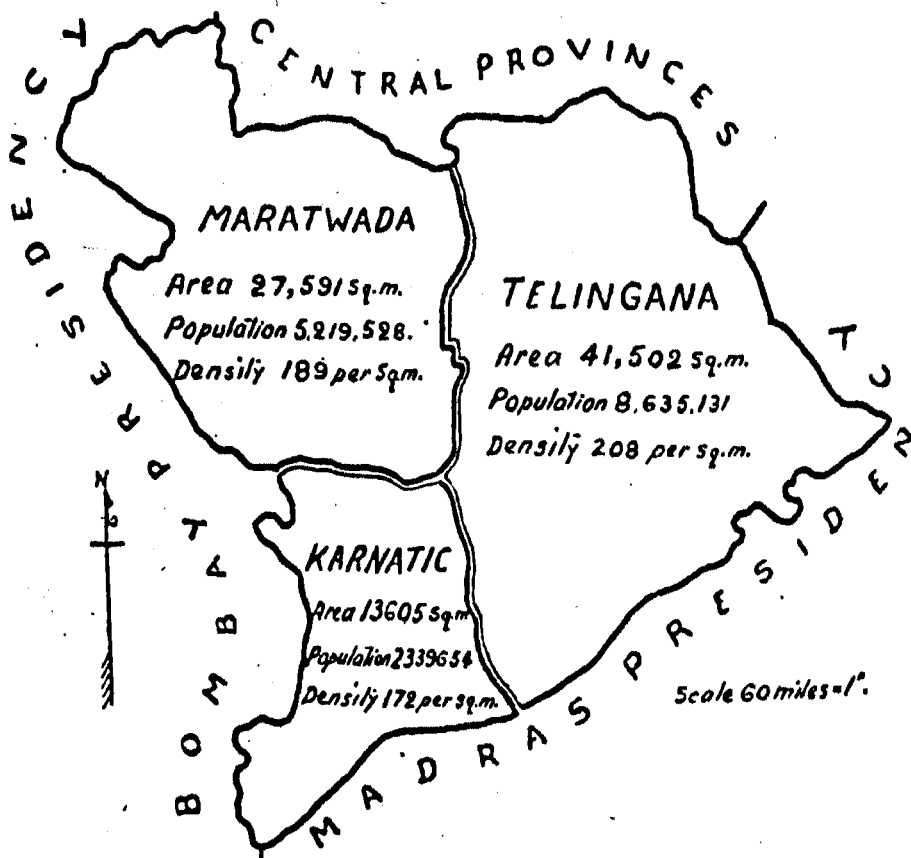 CENTRAL PROVINCES
BOMBAY PRESIDENCY
MARATWADA
Area 27,591 Sq.m.
Population 5,219,528.
Density 189 per Sq.m.
TELINGANA
Area 41,502 Sq.m.
Population 8,635,131
Density 208 per sq.m.
N
KARNATIC
Area 13605 Sq.m
Population 2339654
Density 172 per sq.m.
MADRAS PRESIDENCY
Scale 60 miles = 1".